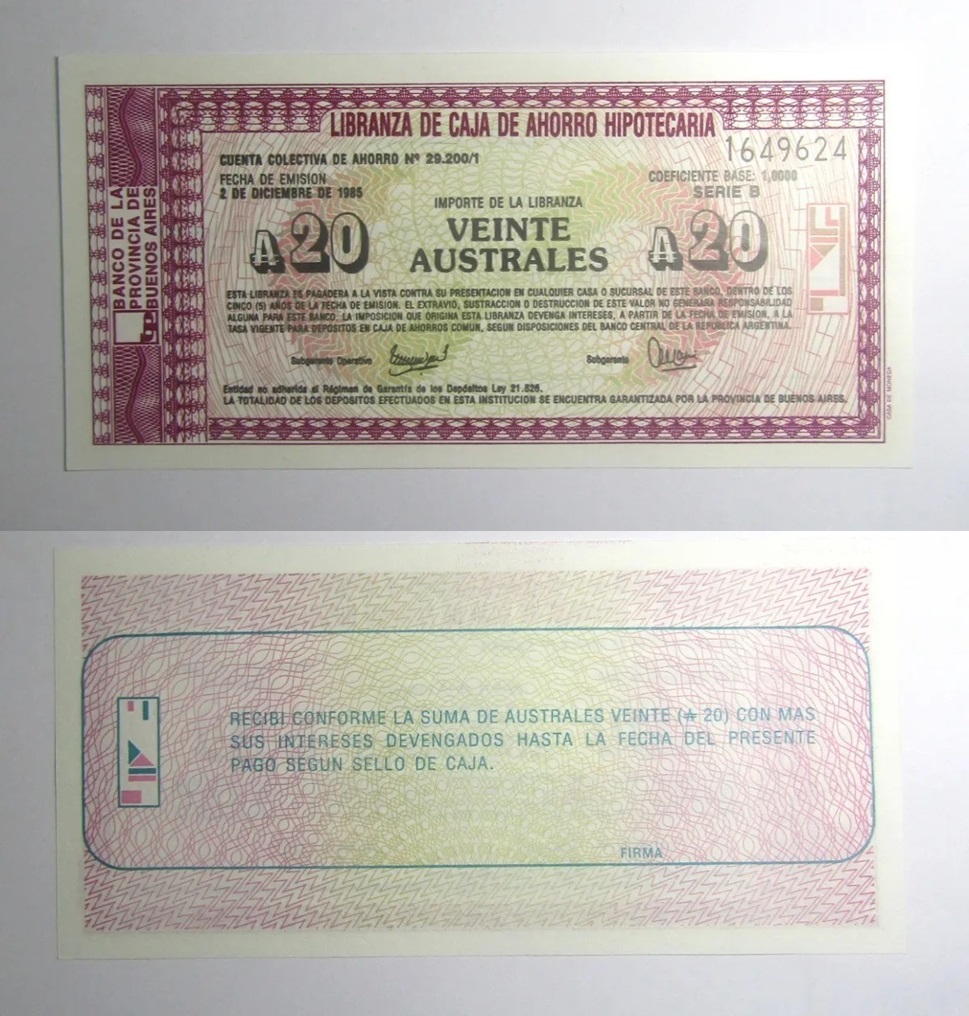 BANCO DE LA
PROVINCIA DE
BUENOS AIRES
LIBRANZA DE CAJA DE AHORRO HIPOTECARIA
1649624
CUENTA COLECTIVA DE AHORRO Nº 29.200/1
FECHA DE EMISION
2 DE DICIEMBRE DE 1985
COEFICIENTE BASE: 1,0000
SERIE B
IMPORTE DE LA LIBRANZA
₳20 VEINTE AUSTRALES ₳20
ESTA LIBRANZA ES PAGADERA A LA VISTA CONTRA SU PRESENTACION EN CUALQUIER CASA O SUCURSAL DE ESTE BANCO, DENTRO DE LOS
CINCO (5) AÑOS DE LA FECHA DE EMISION. EL EXTRAVIO, SUSTRACCION O DESTRUCCION DE ESTE VALOR NO GENERARA RESPONSABILIDAD
ALGUNA PARA ESTE BANCO. LA IMPOSICION QUE ORIGINA ESTA LIBRANZA DEVENGA INTERESES, A PARTIR DE LA FECHA DE EMISION, A LA
TASA VIGENTE PARA DEPOSITOS EN CAJA DE AHORROS COMUN, SEGUN DISPOSICIONES DEL BANCO CENTRAL DE LA REPUBLICA ARGENTINA.
Subgerente Operativo
Subgerente
Entidad no adherida al Régimen de Garantía de los Depósitos Ley 21.526.
LA TOTALIDAD DE LOS DEPOSITOS EFECTUADOS EN ESTA INSTITUCION SE ENCUENTRA GARANTIZADA POR LA PROVINCIA DE BUENOS AIRES.
CASA DE MONEDA
RECIBI CONFORME LA SUMA DE AUSTRALES VEINTE (₳ 20) CON MAS
SUS INTERESES DEVENGADOS HASTA LA FECHA DEL PRESENTE
PAGO SEGUN SELLO DE CAJA.
FIRMA